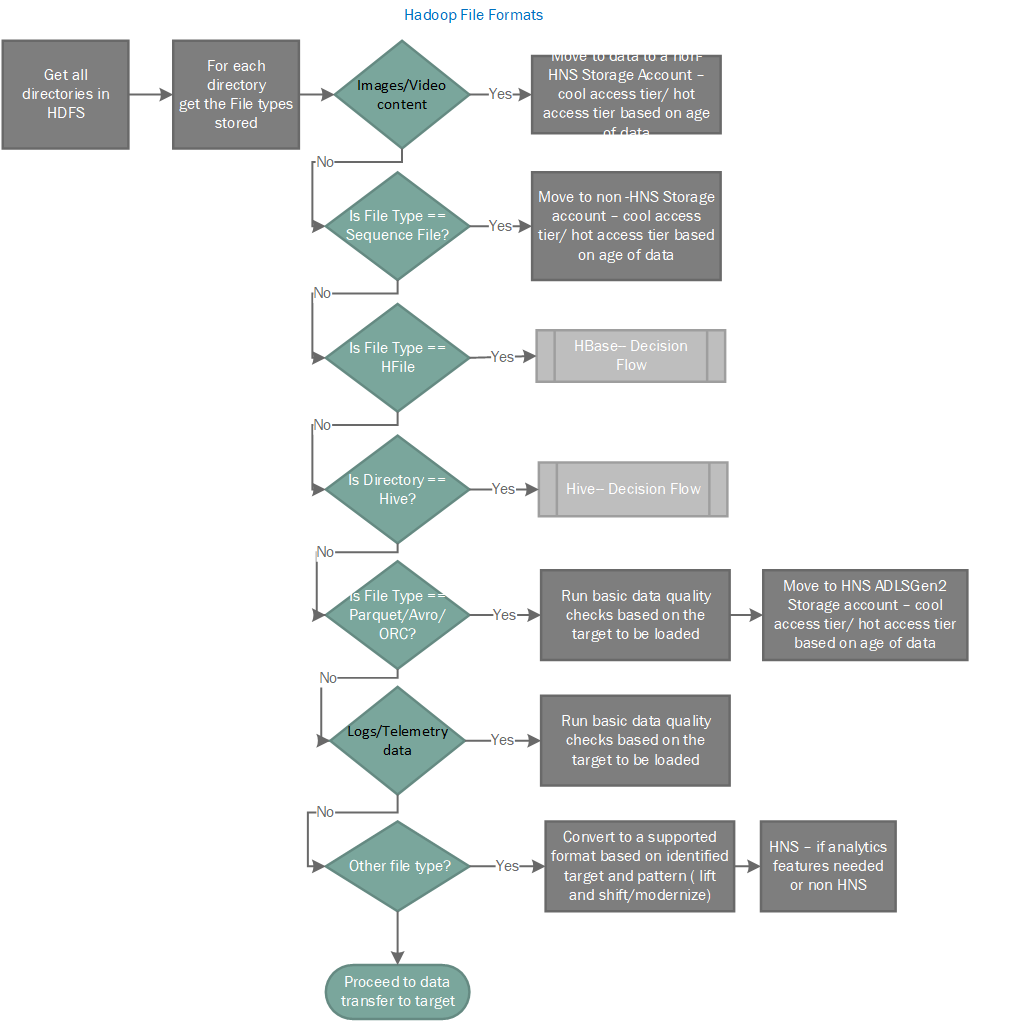 Hadoop File Formats
Get all
directories in
HDFS
For each
directory
get the File types
stored
Images/Video
content
Yes
Move to data to a non-
HNS Storage Account –
cool access tier/ hot
access tier based on age
of data
No
Is File Type ==
Sequence File?
Yes
Move to non-HNS Storage
account – cool access
tier/ hot access tier based
on age of data
No
Is File Type ==
HFile
Yes
HBase– Decision
Flow
No
Is Directory ==
Hive?
Yes
Hive– Decision Flow
No
Is File Type ==
Parquet/Avro/
ORC?
Yes
Run basic data quality
checks based on the
target to be loaded
Move to HNS ADLSGen2
Storage account – cool
access tier/ hot access tier
based on age of data
No
Logs/Telemetry
data
Yes
Run basic data quality
checks based on the
target to be loaded
No
Other file type?
Yes
Convert to a supported
format based on identified
target and pattern ( lift
and shift/modernize)
HNS – if analytics
features needed
or non HNS
Proceed to data
transfer to target